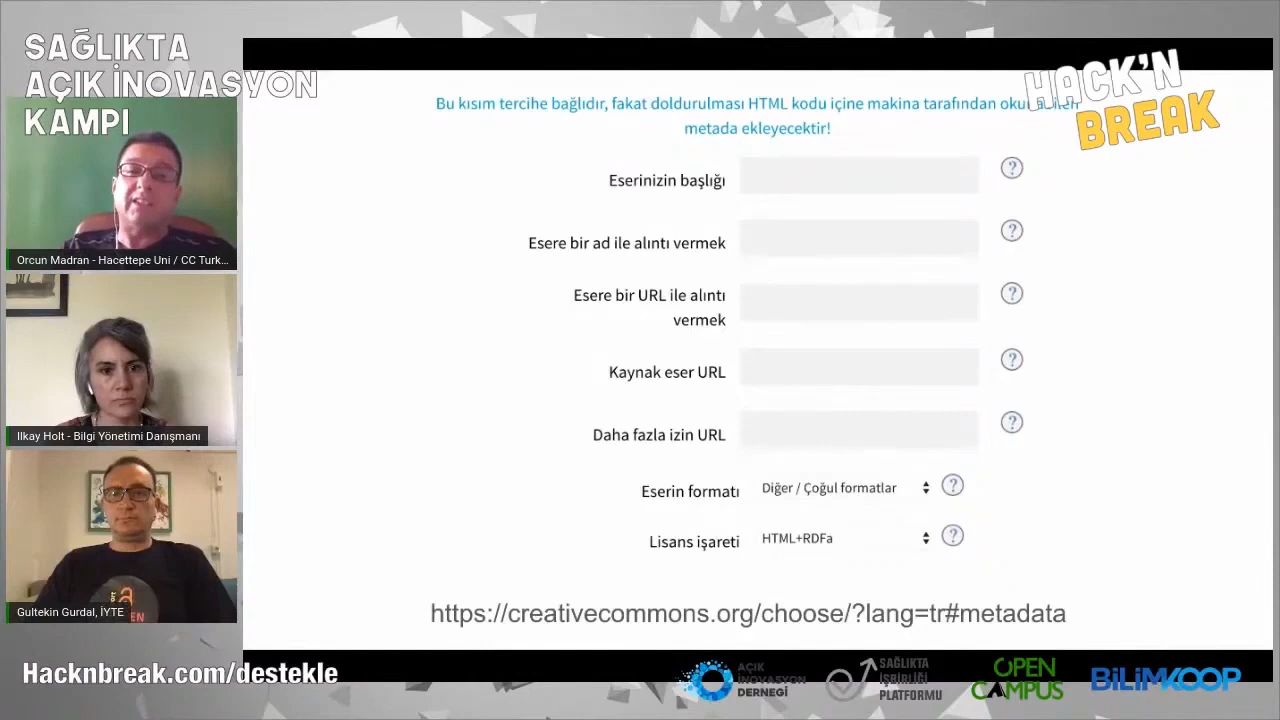 SAĞLIKTA
AÇIK İNOVASYON
KAMPI
HACK'N
BREAK
Bu kısım tercihe bağlıdır, fakat doldurulması HTML kodu içine makina tarafından
metada ekleyecektir!
Eserinizin başlığı
?
Esere bir ad ile alıntı vermek
?
Esere bir URL ile alıntı
vermek
?
Kaynak eser URL
?
Daha fazla izin URL
?
Eserin formatı
Diğer / Çoğul formatlar
?
Lisans işareti
HTML+RDFa
?
https://creativecommons.org/choose/?lang=tr#metadata
Orcun Madran - Hacettepe Uni / CC Turk...
Ilkay Holt - Bilgi Yönetimi Danışmanı
Gultekin Gurdal, İYTE
Hacknbreak.com/destekle
AÇIK
İNOVASYON
DERNEĞİ
SAĞLIKTA
İŞBİRLİĞİ
PLATFORMU
OPEN
CAMPUS
BİLİMKOOP